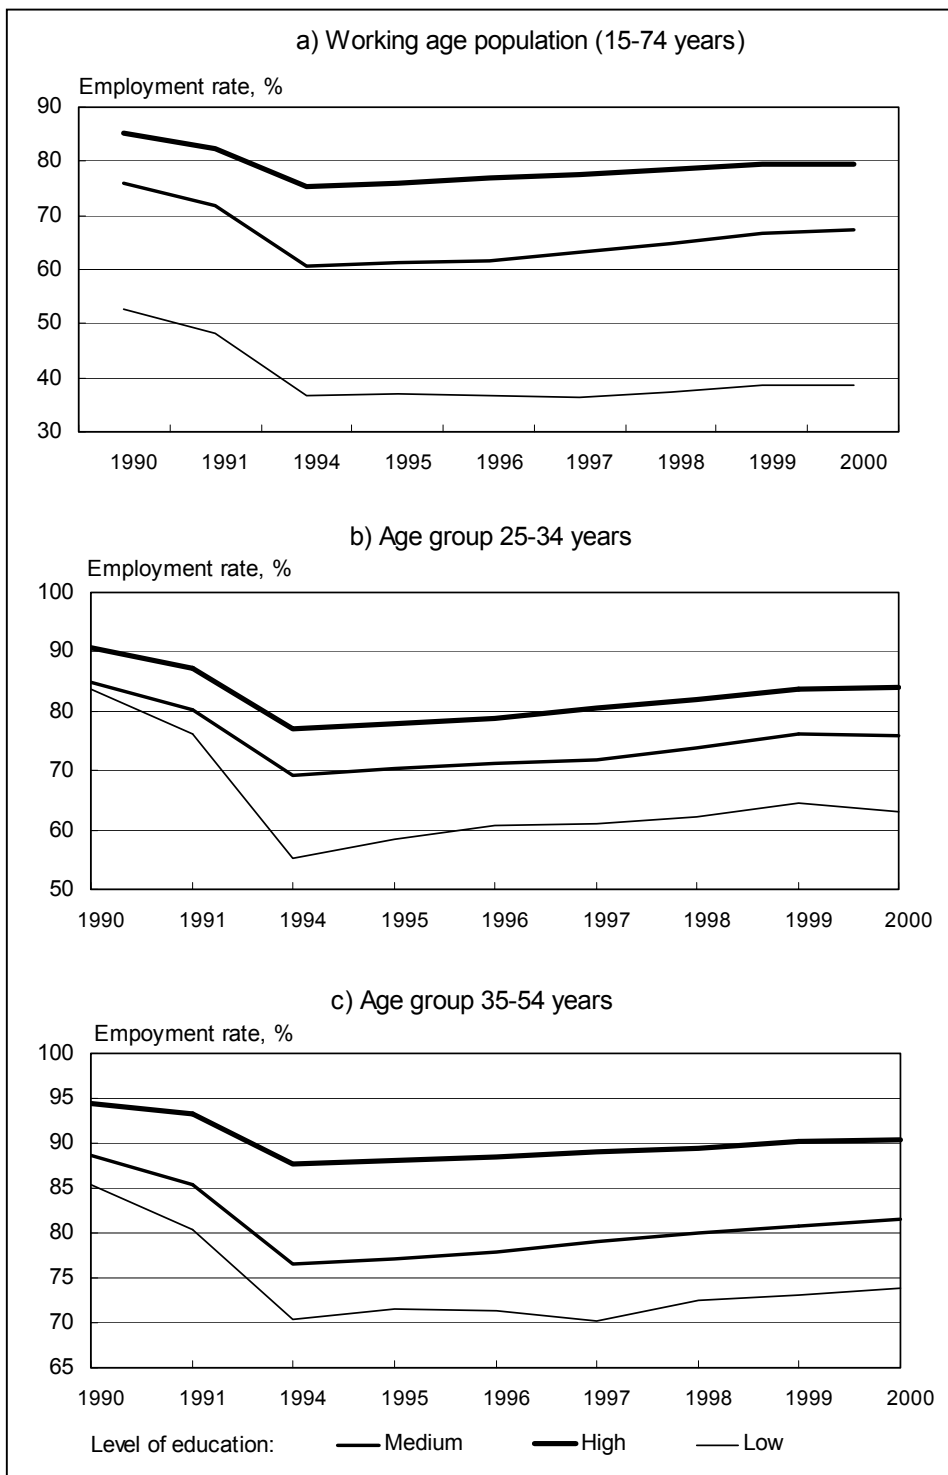 a) Working age population (15-74 years)
Employment rate, %
90
80
70
60
50
40
30
1990 1991 1994 1995 1996 1997 1998 1999 2000
b) Age group 25-34 years
Employment rate, %
100
90
80
70
60
50
1990 1991 1994 1995 1996 1997 1998 1999 2000
c) Age group 35-54 years
Empoyment rate, %
100
95
90
85
80
75
70
65
1990 1991 1994 1995 1996 1997 1998 1999 2000
Level of education: Medium High Low